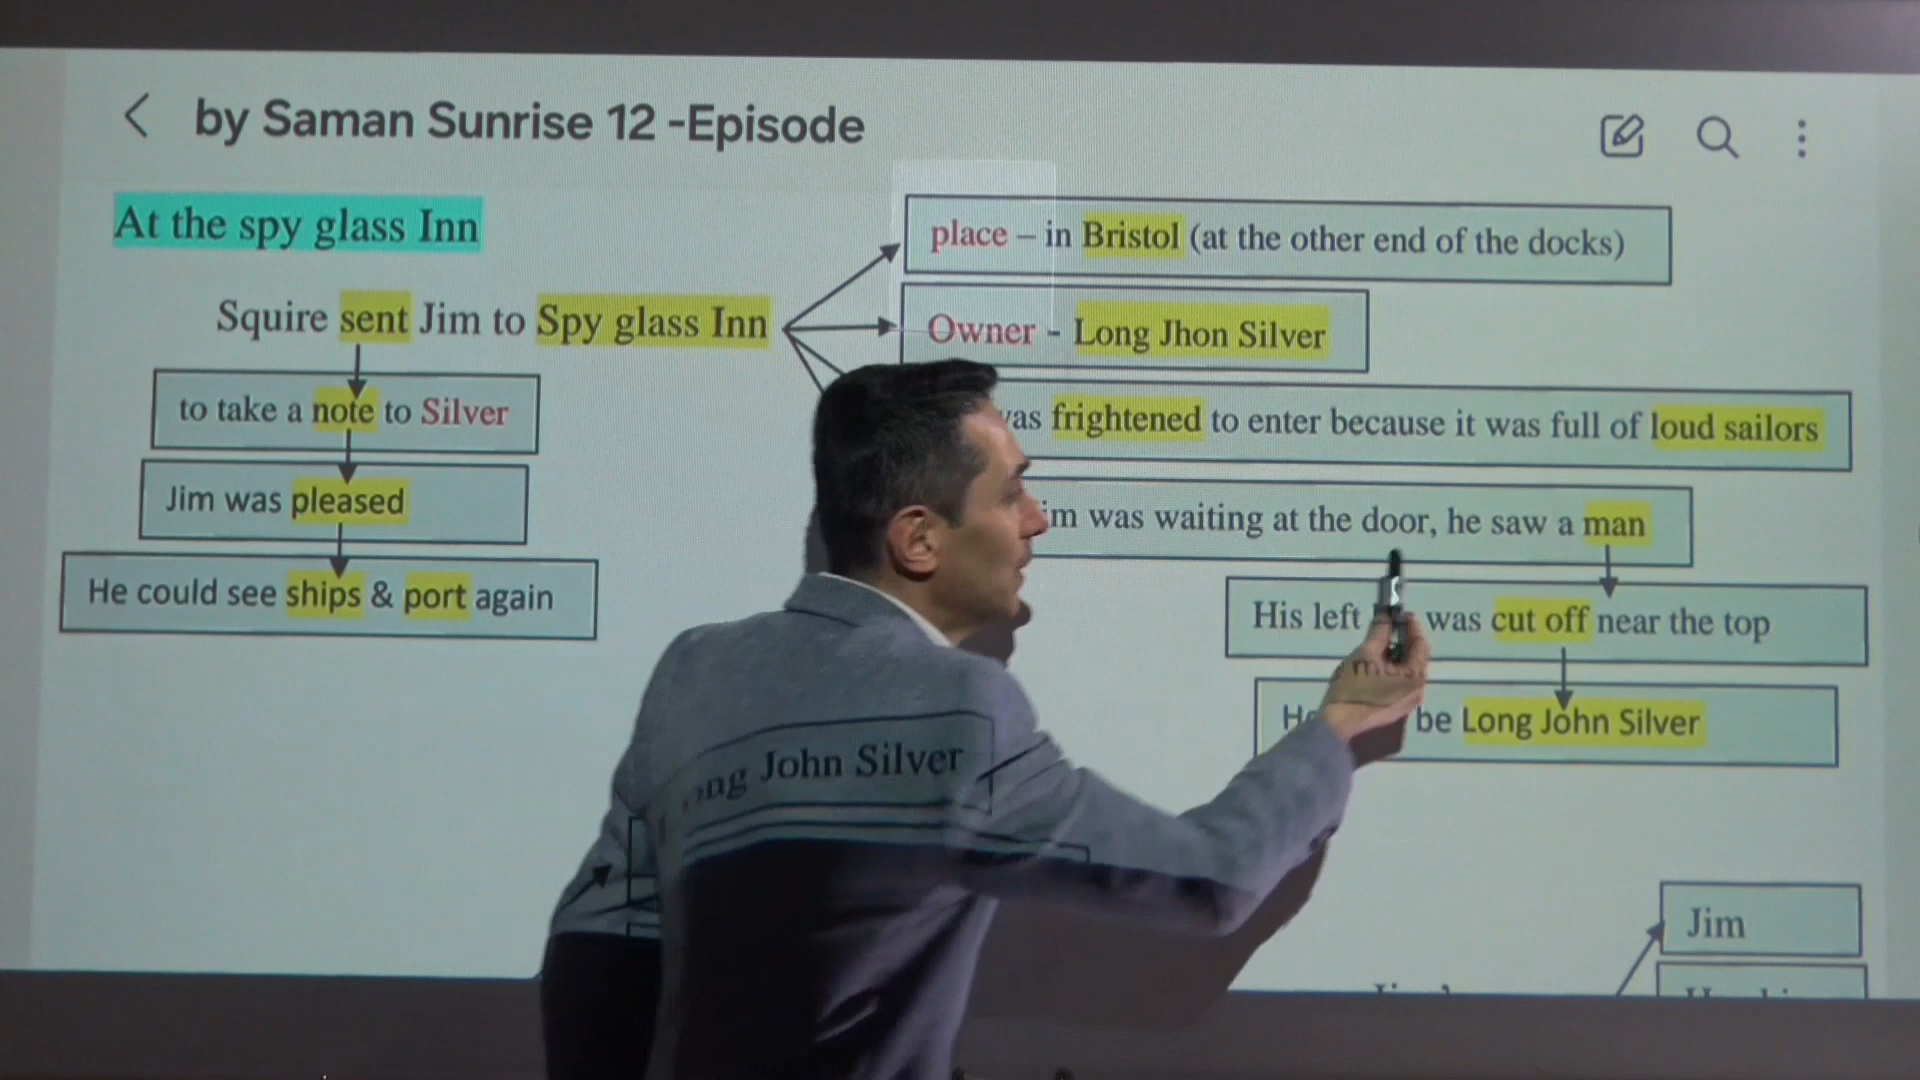 by Saman Sunrise 12 -Episode
At the spy glass Inn
place – in Bristol (at the other end of the docks)
Squire sent Jim to Spy glass Inn
Owner - Long Jhon Silver
to take a note to Silver
frightened to enter because it was full of loud sailors
Jim was pleased
was waiting at the door, he saw a man
He could see ships & port again
His left was cut off near the top
be Long John Silver
John Silver
Jim